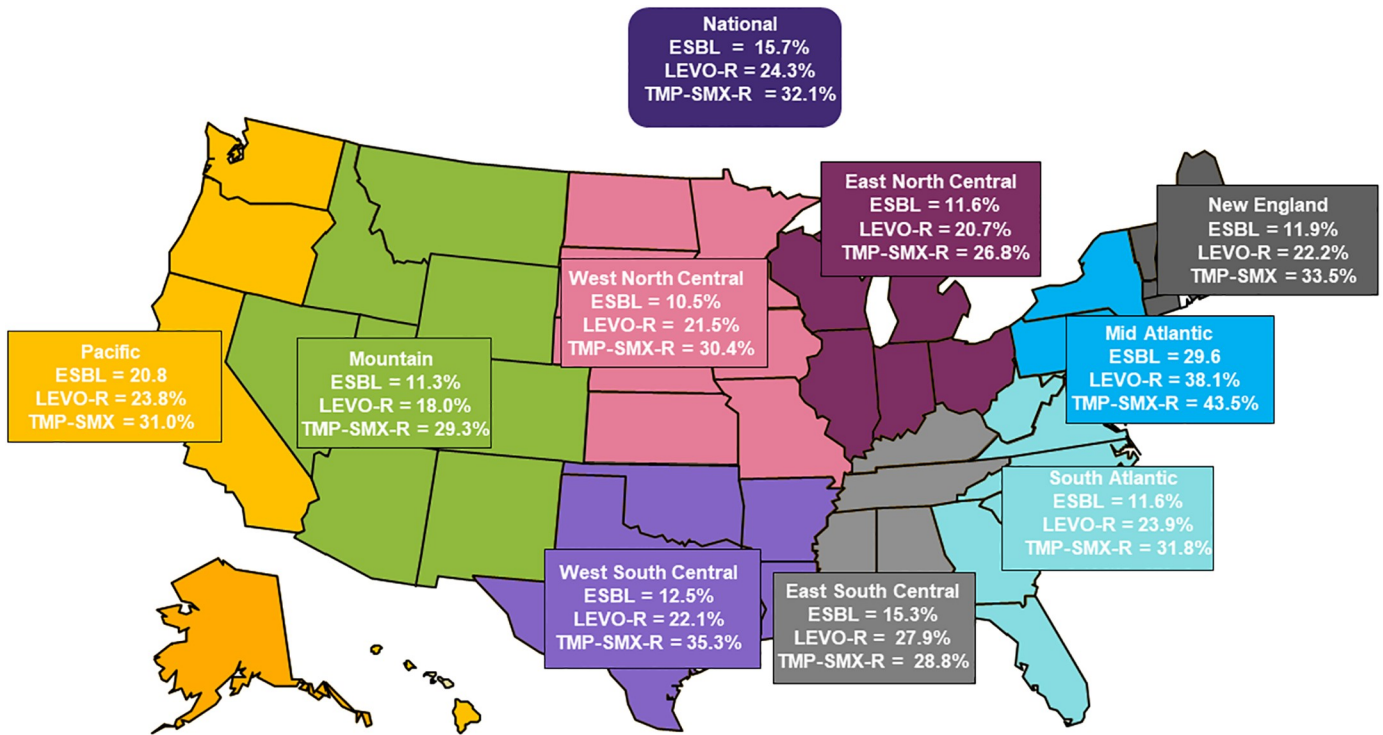 National
ESBL = 15.7%
LEVO-R = 24.3%
TMP-SMX-R = 32.1%
East North Central
ESBL = 11.6%
LEVO-R = 20.7%
TMP-SMX-R = 26.8%
New England
ESBL = 11.9%
LEVO-R = 22.2%
TMP-SMX = 33.5%
West North Central
ESBL = 10.5%
LEVO-R = 21.5%
TMP-SMX-R = 30.4%
Mid Atlantic
ESBL = 29.6
LEVO-R = 38.1%
TMP-SMX-R = 43.5%
Pacific
ESBL = 20.8
LEVO-R = 23.8%
TMP-SMX = 31.0%
Mountain
ESBL = 11.3%
LEVO-R = 18.0%
TMP-SMX-R = 29.3%
South Atlantic
ESBL = 11.6%
LEVO-R = 23.9%
TMP-SMX-R = 31.8%
West South Central
ESBL = 12.5%
LEVO-R = 22.1%
TMP-SMX-R = 35.3%
East South Central
ESBL = 15.3%
LEVO-R = 27.9%
TMP-SMX-R = 28.8%